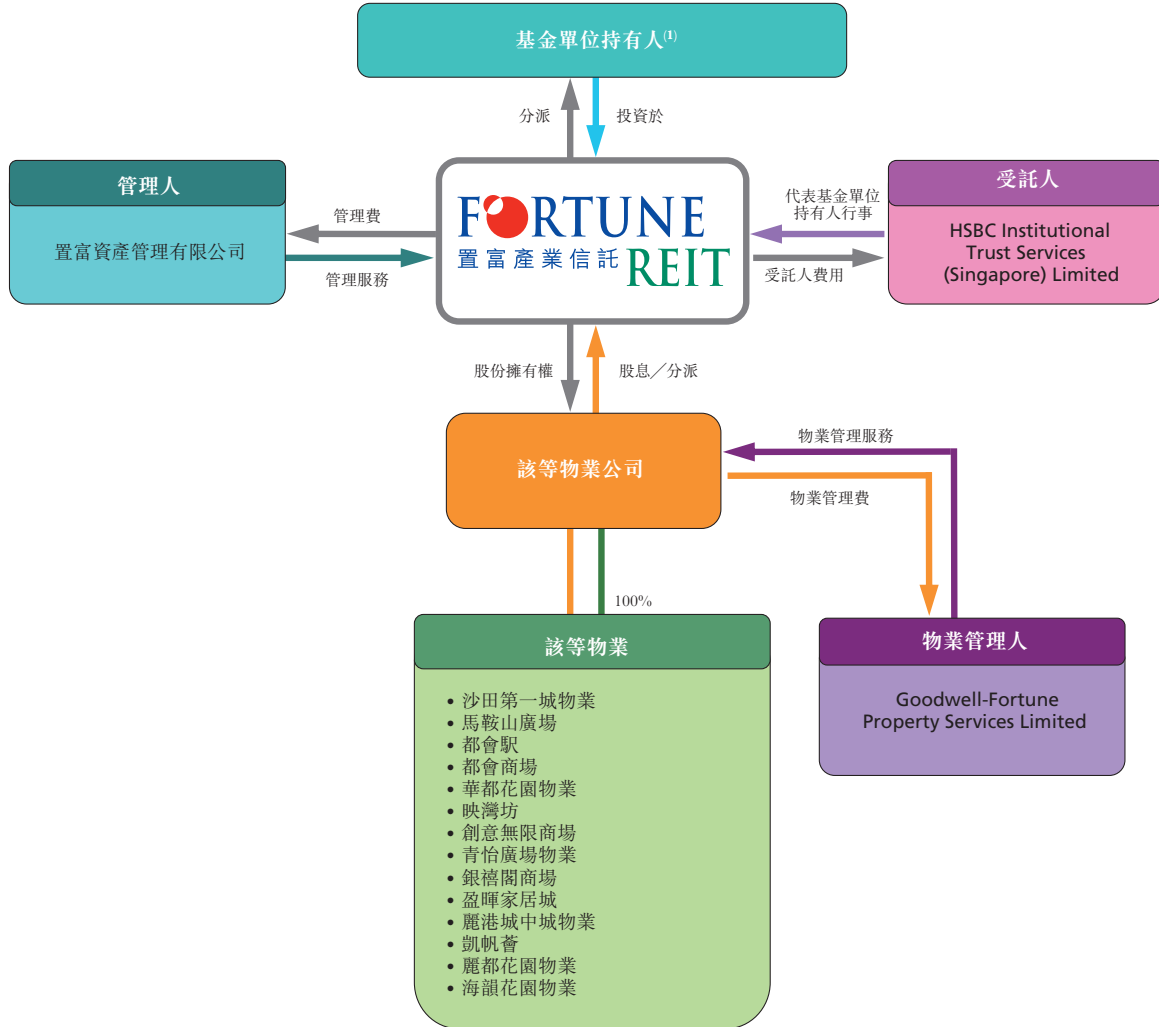 基金單位持有人(1)
分派
投資於
管理人
置富資產管理有限公司
管理費
管理服務
FORTUNE
置富產業信託
REIT
代表基金單位
持有人行事
受託人費用
受託人
HSBC Institutional
Trust Services
(Singapore) Limited
股份擁有權
股息／分派
該等物業公司
物業管理服務
物業管理費
100%
該等物業
• 沙田第一城物業
• 馬鞍山廣場
• 都會駅
• 都會商場
• 華都花園物業
• 映灣坊
• 創意無限商場
• 青怡廣場物業
• 銀禧閣商場
• 盈暉家居城
• 麗港城中城物業
• 凱帆薈
• 麗都花園物業
• 海韻花園物業
物業管理人
Goodwell-Fortune
Property Services Limited